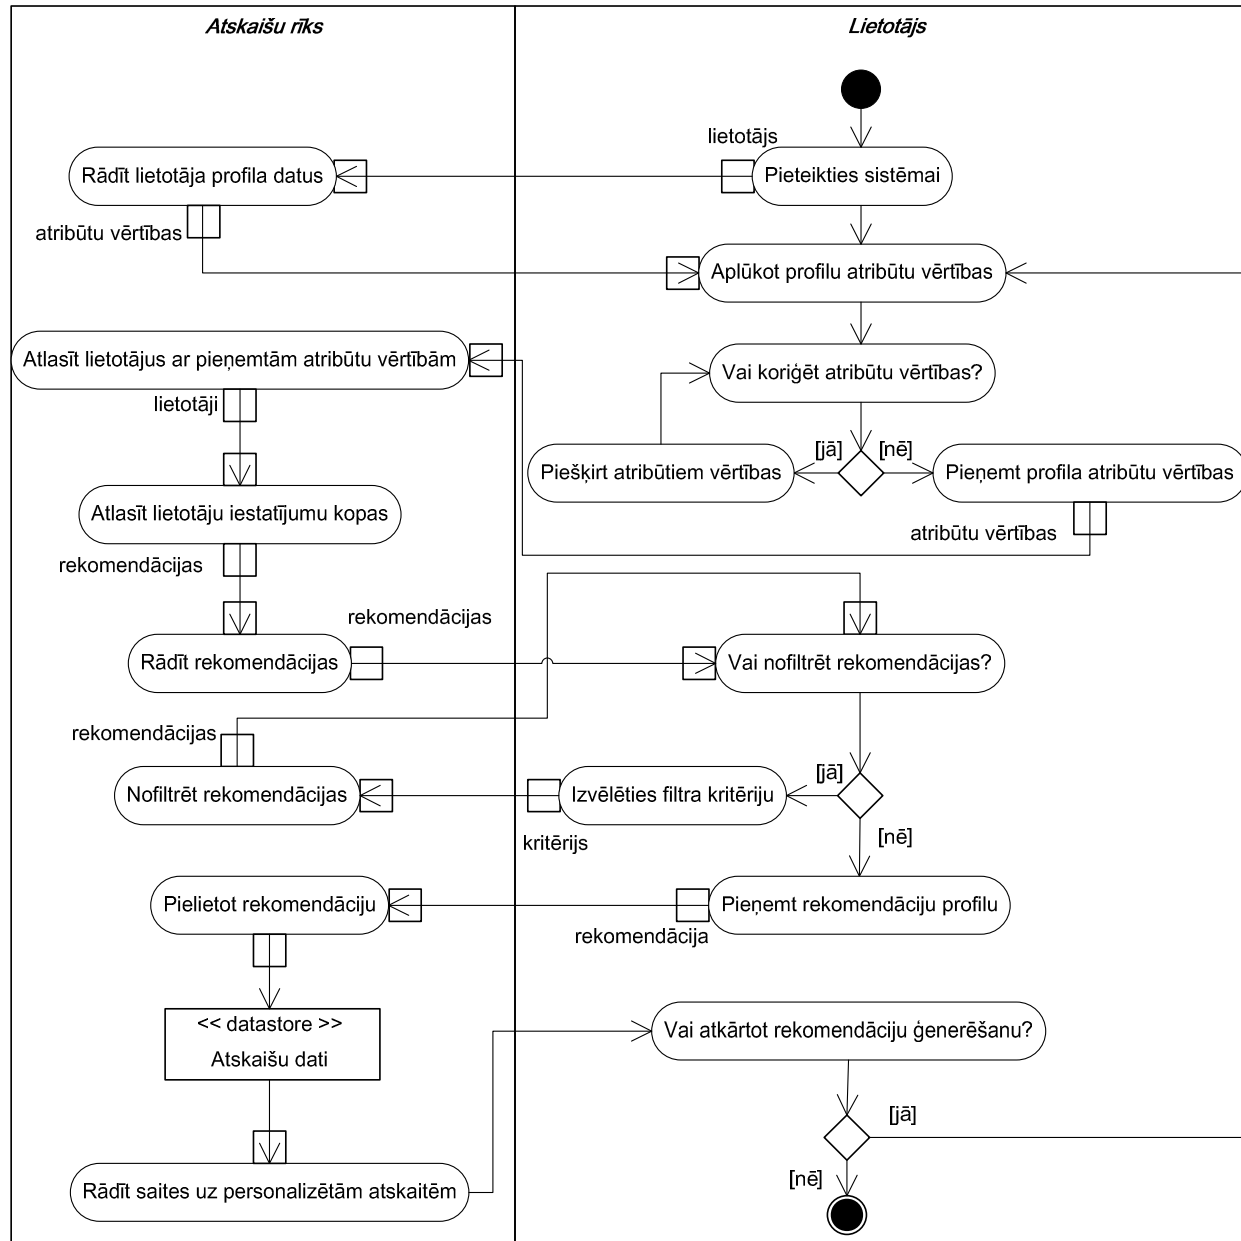 Atskaišu rīks
Lietotājs
lietotājs
Rādīt lietotāja profila datus
Pieteikties sistēmai
atribūtu vērtības
Aplūkot profilu atribūtu vērtības
Atlasīt lietotājus ar pieņemtām atribūtu vērtībām
Vai koriģēt atribūtu vērtības?
lietotāji
[jā]
[nē]
Piešķirt atribūtiem vērtības
Pieņemt profila atribūtu vērtības
Atlasīt lietotāju iestatījumu kopas
atribūtu vērtības
rekomendācijas
rekomendācijas
Rādīt rekomendācijas
Vai nofiltrēt rekomendācijas?
rekomendācijas
[jā]
Nofiltrēt rekomendācijas
Izvēlēties filtra kritēriju
kritērijs
[nē]
Pielietot rekomendāciju
Pieņemt rekomendāciju profilu
rekomendācija
<< datastore >>
Atskaišu dati
Vai atkārtot rekomendāciju ģenerēšanu?
[jā]
[nē]
Rādīt saites uz personalizētām atskaitēm